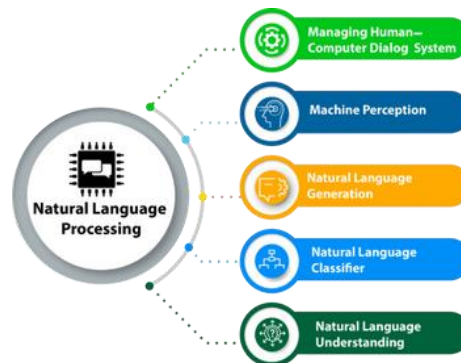 Managing Human—
Computer Dialog System
Machine Perception
Natural Language
Processing
Natural Language
Generation
Natural Language
Classifier
Natural Language
Understanding